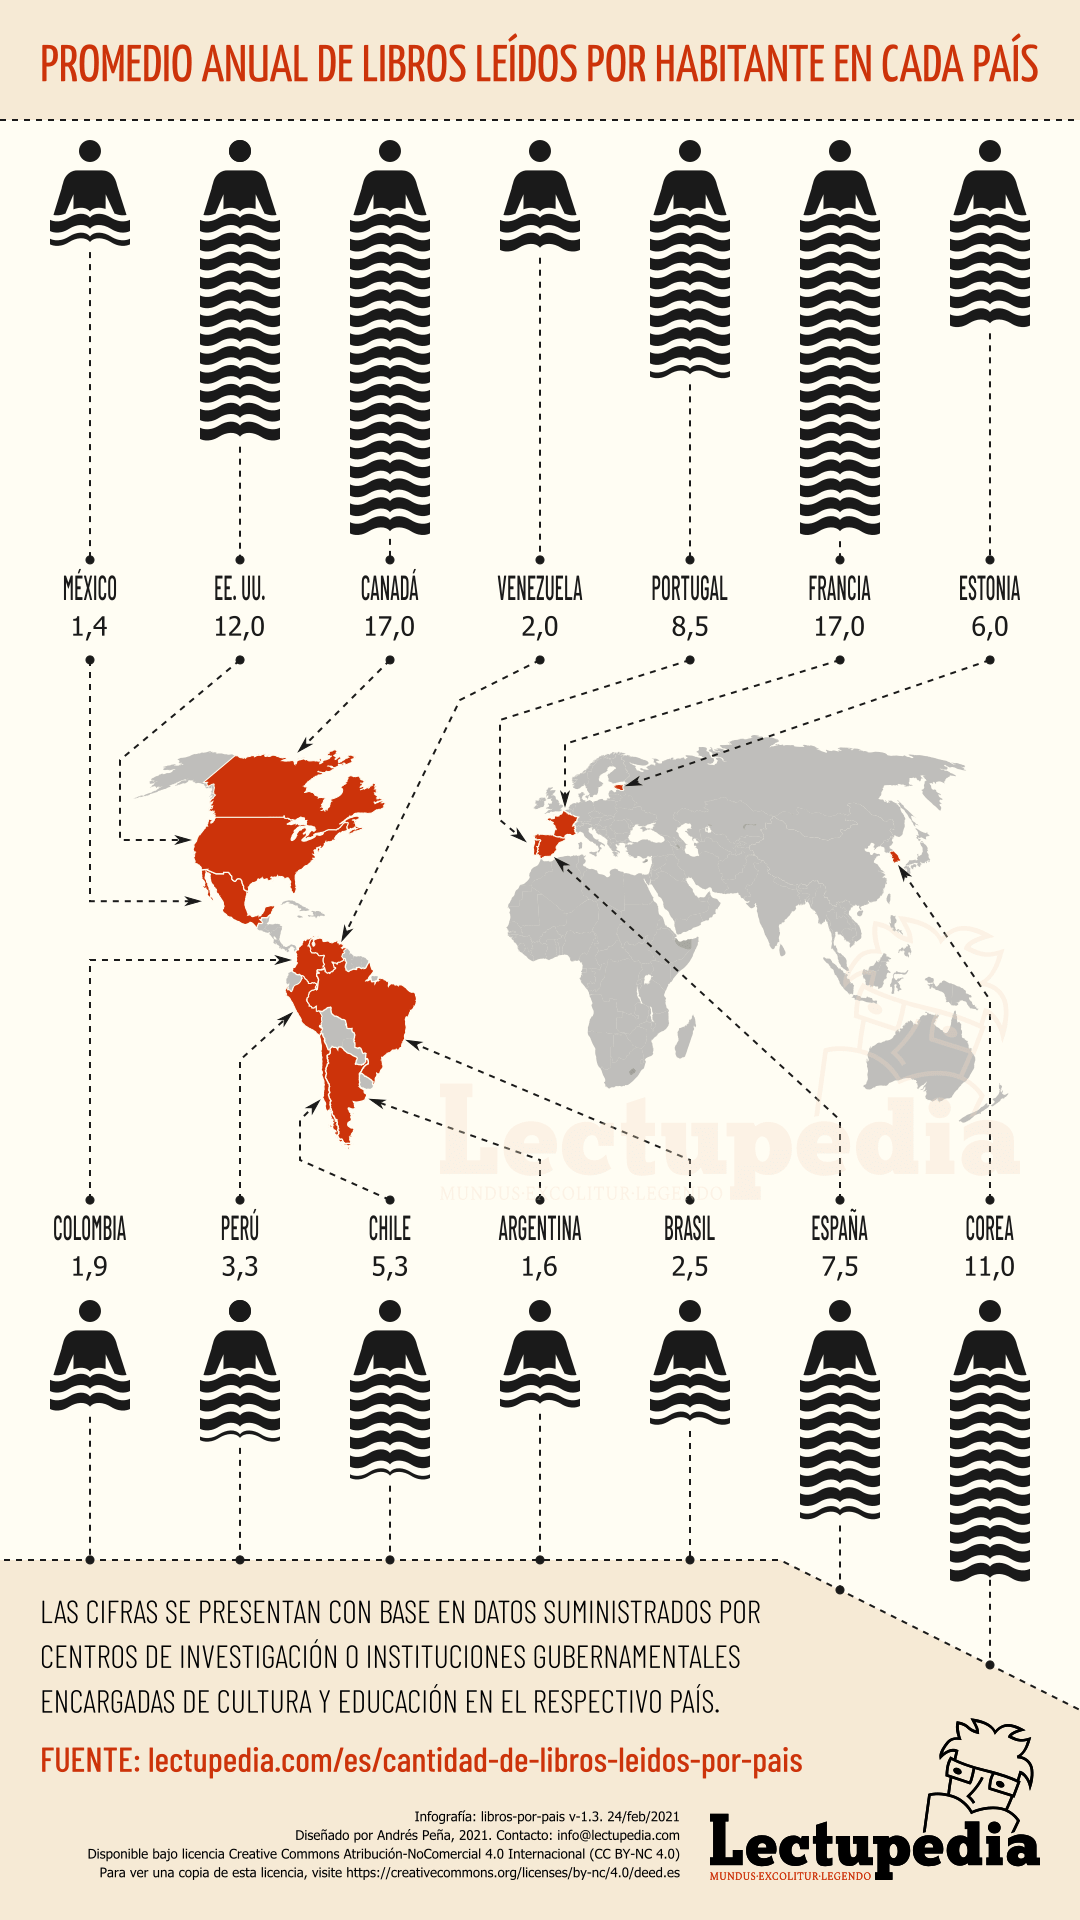 PROMEDIO ANUAL DE LIBROS LEÍDOS POR HABITANTE EN CADA PAÍS
MÉXICO
1,4
EE. UU.
12,0
CANADÁ
17,0
VENEZUELA
2,0
PORTUGAL
8,5
FRANCIA
17,0
ESTONIA
6,0
Lectupedia
MUNDUS·EXCOLITUR·LEGENDO
COLOMBIA
1,9
PERÚ
3,3
CHILE
5,3
ARGENTINA
1,6
BRASIL
2,5
ESPAÑA
7,5
COREA
11,0
LAS CIFRAS SE PRESENTAN CON BASE EN DATOS SUMINISTRADOS POR
CENTROS DE INVESTIGACIÓN O INSTITUCIONES GUBERNAMENTALES
ENCARGADAS DE CULTURA Y EDUCACIÓN EN EL RESPECTIVO PAÍS.
FUENTE: lectupedia.com/es/cantidad-de-libros-leidos-por-pais
Infografía: libros-por-pais v-1.3. 24/feb/2021
Diseñado por Andrés Peña, 2021. Contacto: info@lectupedia.com
Disponible bajo licencia Creative Commons Atribución-NoComercial 4.0 Internacional (CC BY-NC 4.0)
Para ver una copia de esta licencia, visite https://creativecommons.org/licenses/by-nc/4.0/deed.es
Lectupedia
MUNDUS·EXCOLITUR·LEGENDO